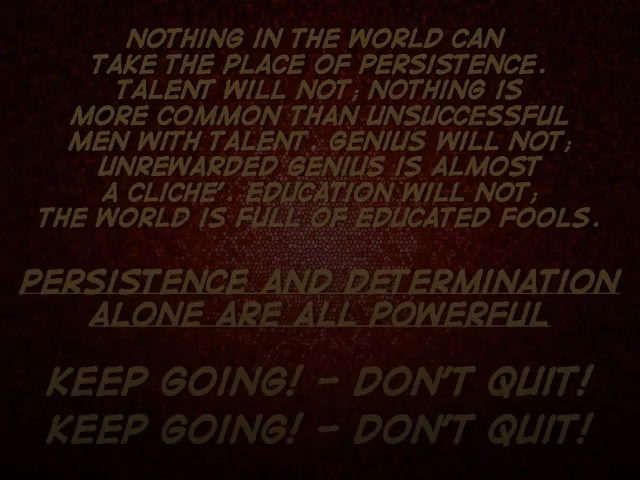 NOTHING IN THE WORLD CAN
TAKE THE PLACE OF PERSISTENCE.
TALENT WILL NOT; NOTHING IS
MORE COMMON THAN UNSUCCESSFUL
MEN WITH TALENT. GENIUS WILL NOT;
UNREWARDED GENIUS IS ALMOST
A CLICHE'. EDUCATION WILL NOT;
THE WORLD IS FULL OF EDUCATED FOOLS.
PERSISTENCE AND DETERMINATION
ALONE ARE ALL POWERFUL
KEEP GOING! - DON'T QUIT!
KEEP GOING! - DON'T QUIT!